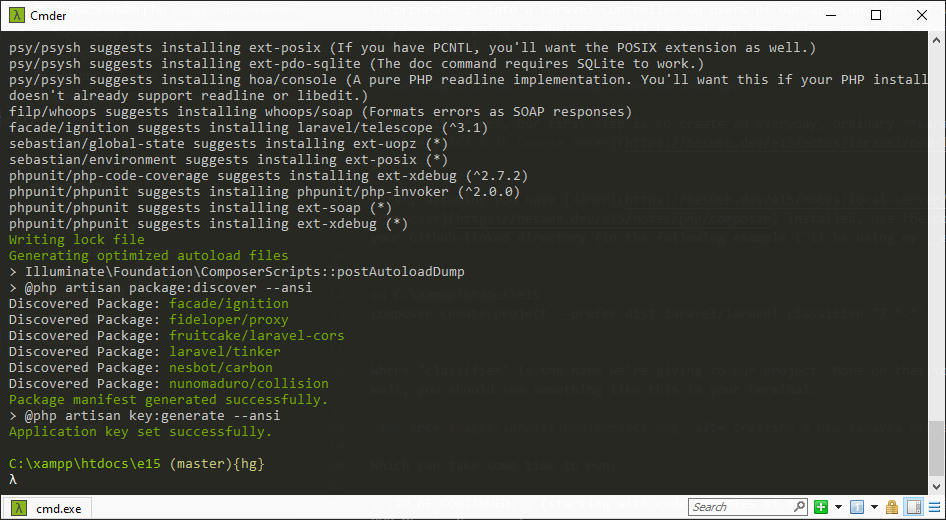 Cmder
psy/psysh suggests installing ext-posix (If you have PCNTL, you'll want the POSIX extension as well.)
psy/psysh suggests installing ext-pdo-sqlite (The doc command requires SQLite to work.)
psy/psysh suggests installing hoa/console (A pure PHP readline implementation. You'll want this if your PHP install
doesn't already support readline or libedit.)
filp/whoops suggests installing whoops/soap (Formats errors as SOAP responses)
facade/ignition suggests installing laravel/telescope (^3.1)
sebastian/global-state suggests installing ext-uopz (*)
sebastian/environment suggests installing ext-posix (*)
phpunit/php-code-coverage suggests installing ext-xdebug (^2.7.2)
phpunit/phpunit suggests installing phpunit/php-invoker (^2.0.0)
phpunit/phpunit suggests installing ext-soap (*)
phpunit/phpunit suggests installing ext-xdebug (*)
Writing lock file
Generating optimized autoload files
> Illuminate\Foundation\ComposerScripts::postAutoloadDump
> @php artisan package:discover --ansi
Discovered Package: facade/ignition
Discovered Package: fideloper/proxy
Discovered Package: fruitcake/laravel-cors
Discovered Package: laravel/tinker
Discovered Package: nesbot/carbon
Discovered Package: nunomaduro/collision
Package manifest generated successfully.
> @php artisan key:generate --ansi
Application key set successfully.
C:\xampp\htdocs\e15 (master){hg}
λ
cmd.exe
Search